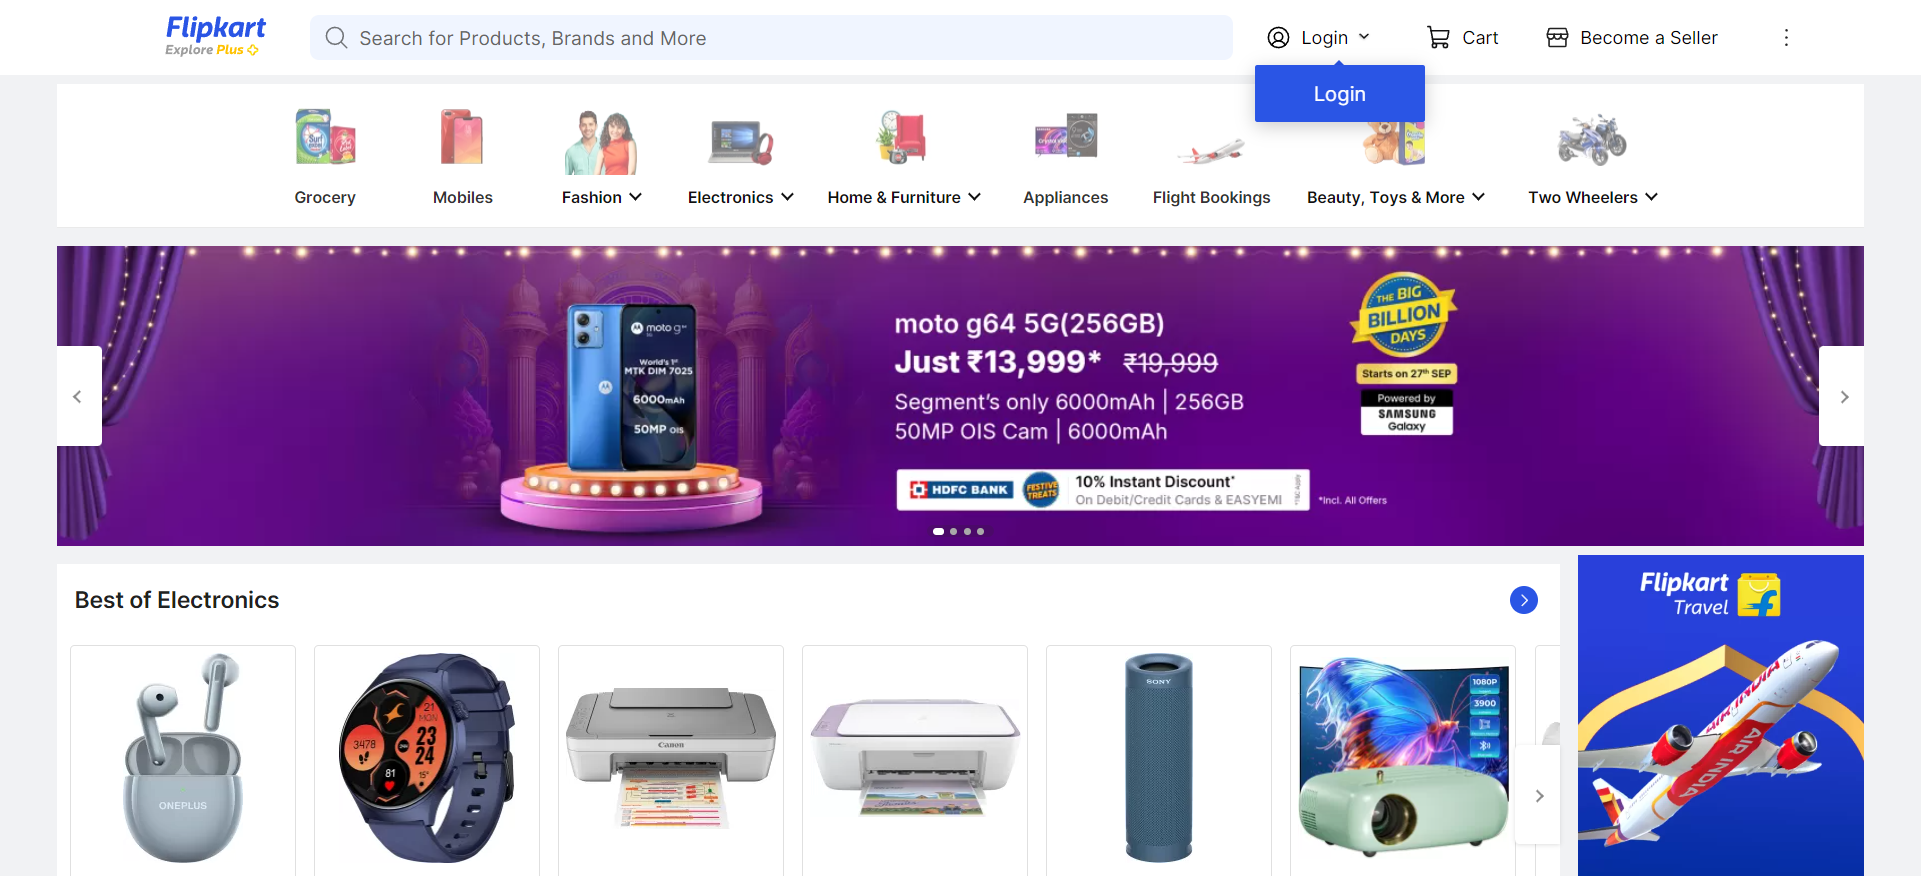 Flipkart
Explore Plus
Search for Products, Brands and More
Login
Cart
Become a Seller
Login
Grocery
Mobiles
Fashion
Electronics
Home & Furniture
Appliances
Flight Bookings
Beauty, Toys & More
Two Wheelers
moto g64 5G(256GB)
Just ₹13,999* ₹19,999
Segment's only 6000mAh | 256GB
50MP OIS Cam | 6000mAh
HDFC BANK
FESTIVE TREATS
10% Instant Discount*
On Debit/Credit Cards & EASYEMI
*T&C Apply
*Incl. All Offers
moto g64
5G
World's 1st
MTK DIM 7025
6000mAh
50MP OIS
THE BIG
BILLION
DAYS
Starts on 27th SEP
Powered by
SAMSUNG
Galaxy
Best of Electronics
Flipkart
Travel
ONEPLUS
21
MON
3478
23
24
81
15°
Canon
SONY
1080P
3900
AIR INDIA
AIR INDIA